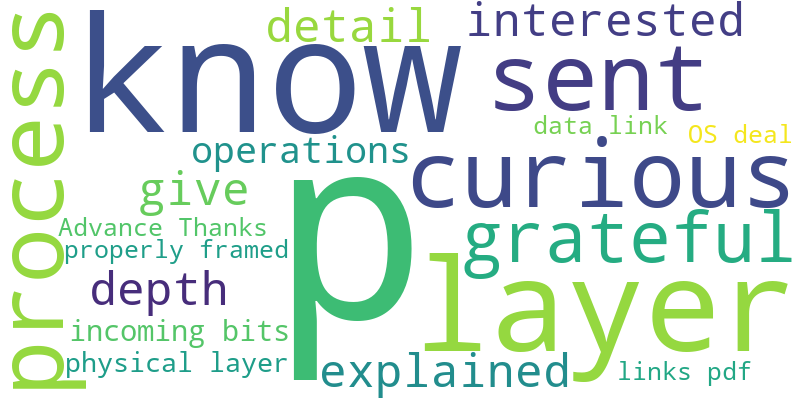 process
know
detail
interested
sent
data link
OS deal
operations
curious
give
p
grateful
Advance Thanks
properly framed
layer
depth
incoming bits
physical layer
explained
links pdf